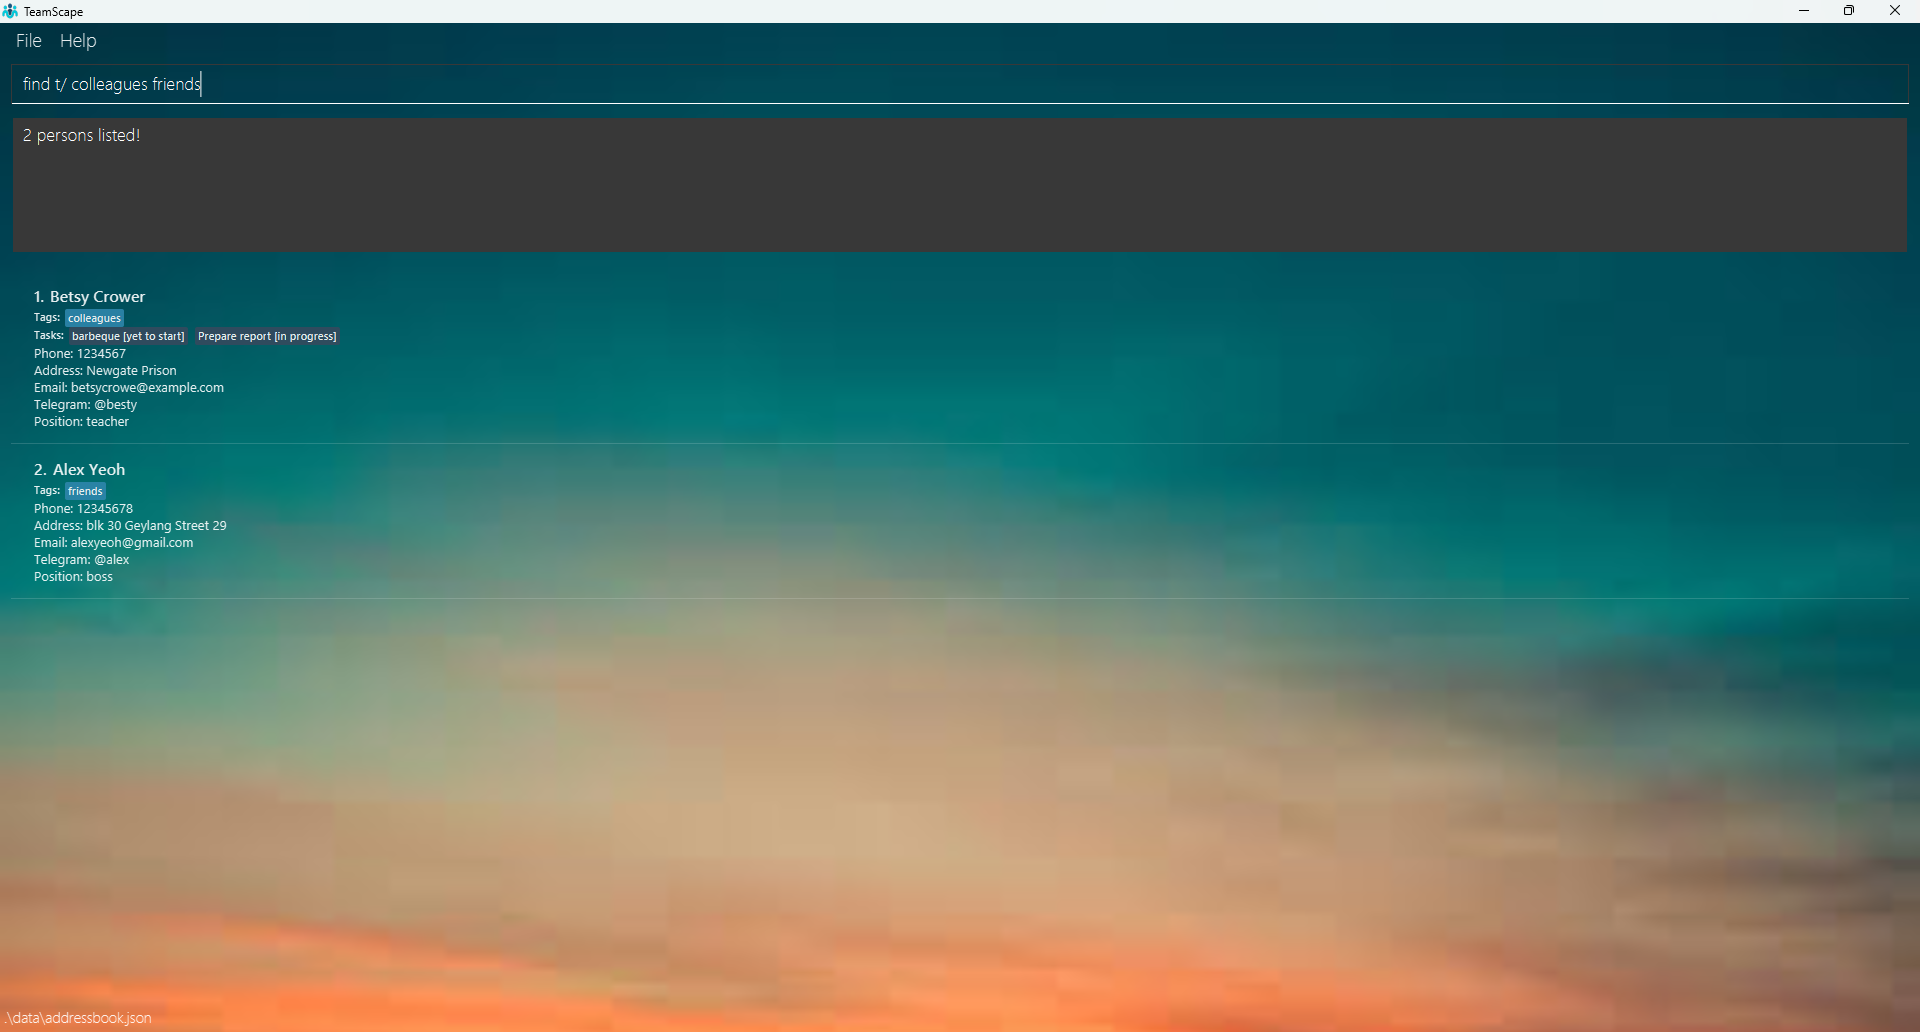 TeamScape
File Help
find t/ colleagues friends
2 persons listed!
1. Betsy Crower
Tags: colleagues
Tasks: barbeque [yet to start] Prepare report [in progress]
Phone: 1234567
Address: Newgate Prison
Email: betsycrowe@example.com
Telegram: @besty
Position: teacher
2. Alex Yeoh
Tags: friends
Phone: 12345678
Address: blk 30 Geylang Street 29
Email: alexyeoh@gmail.com
Telegram: @alex
Position: boss
.\data\addressbook.json